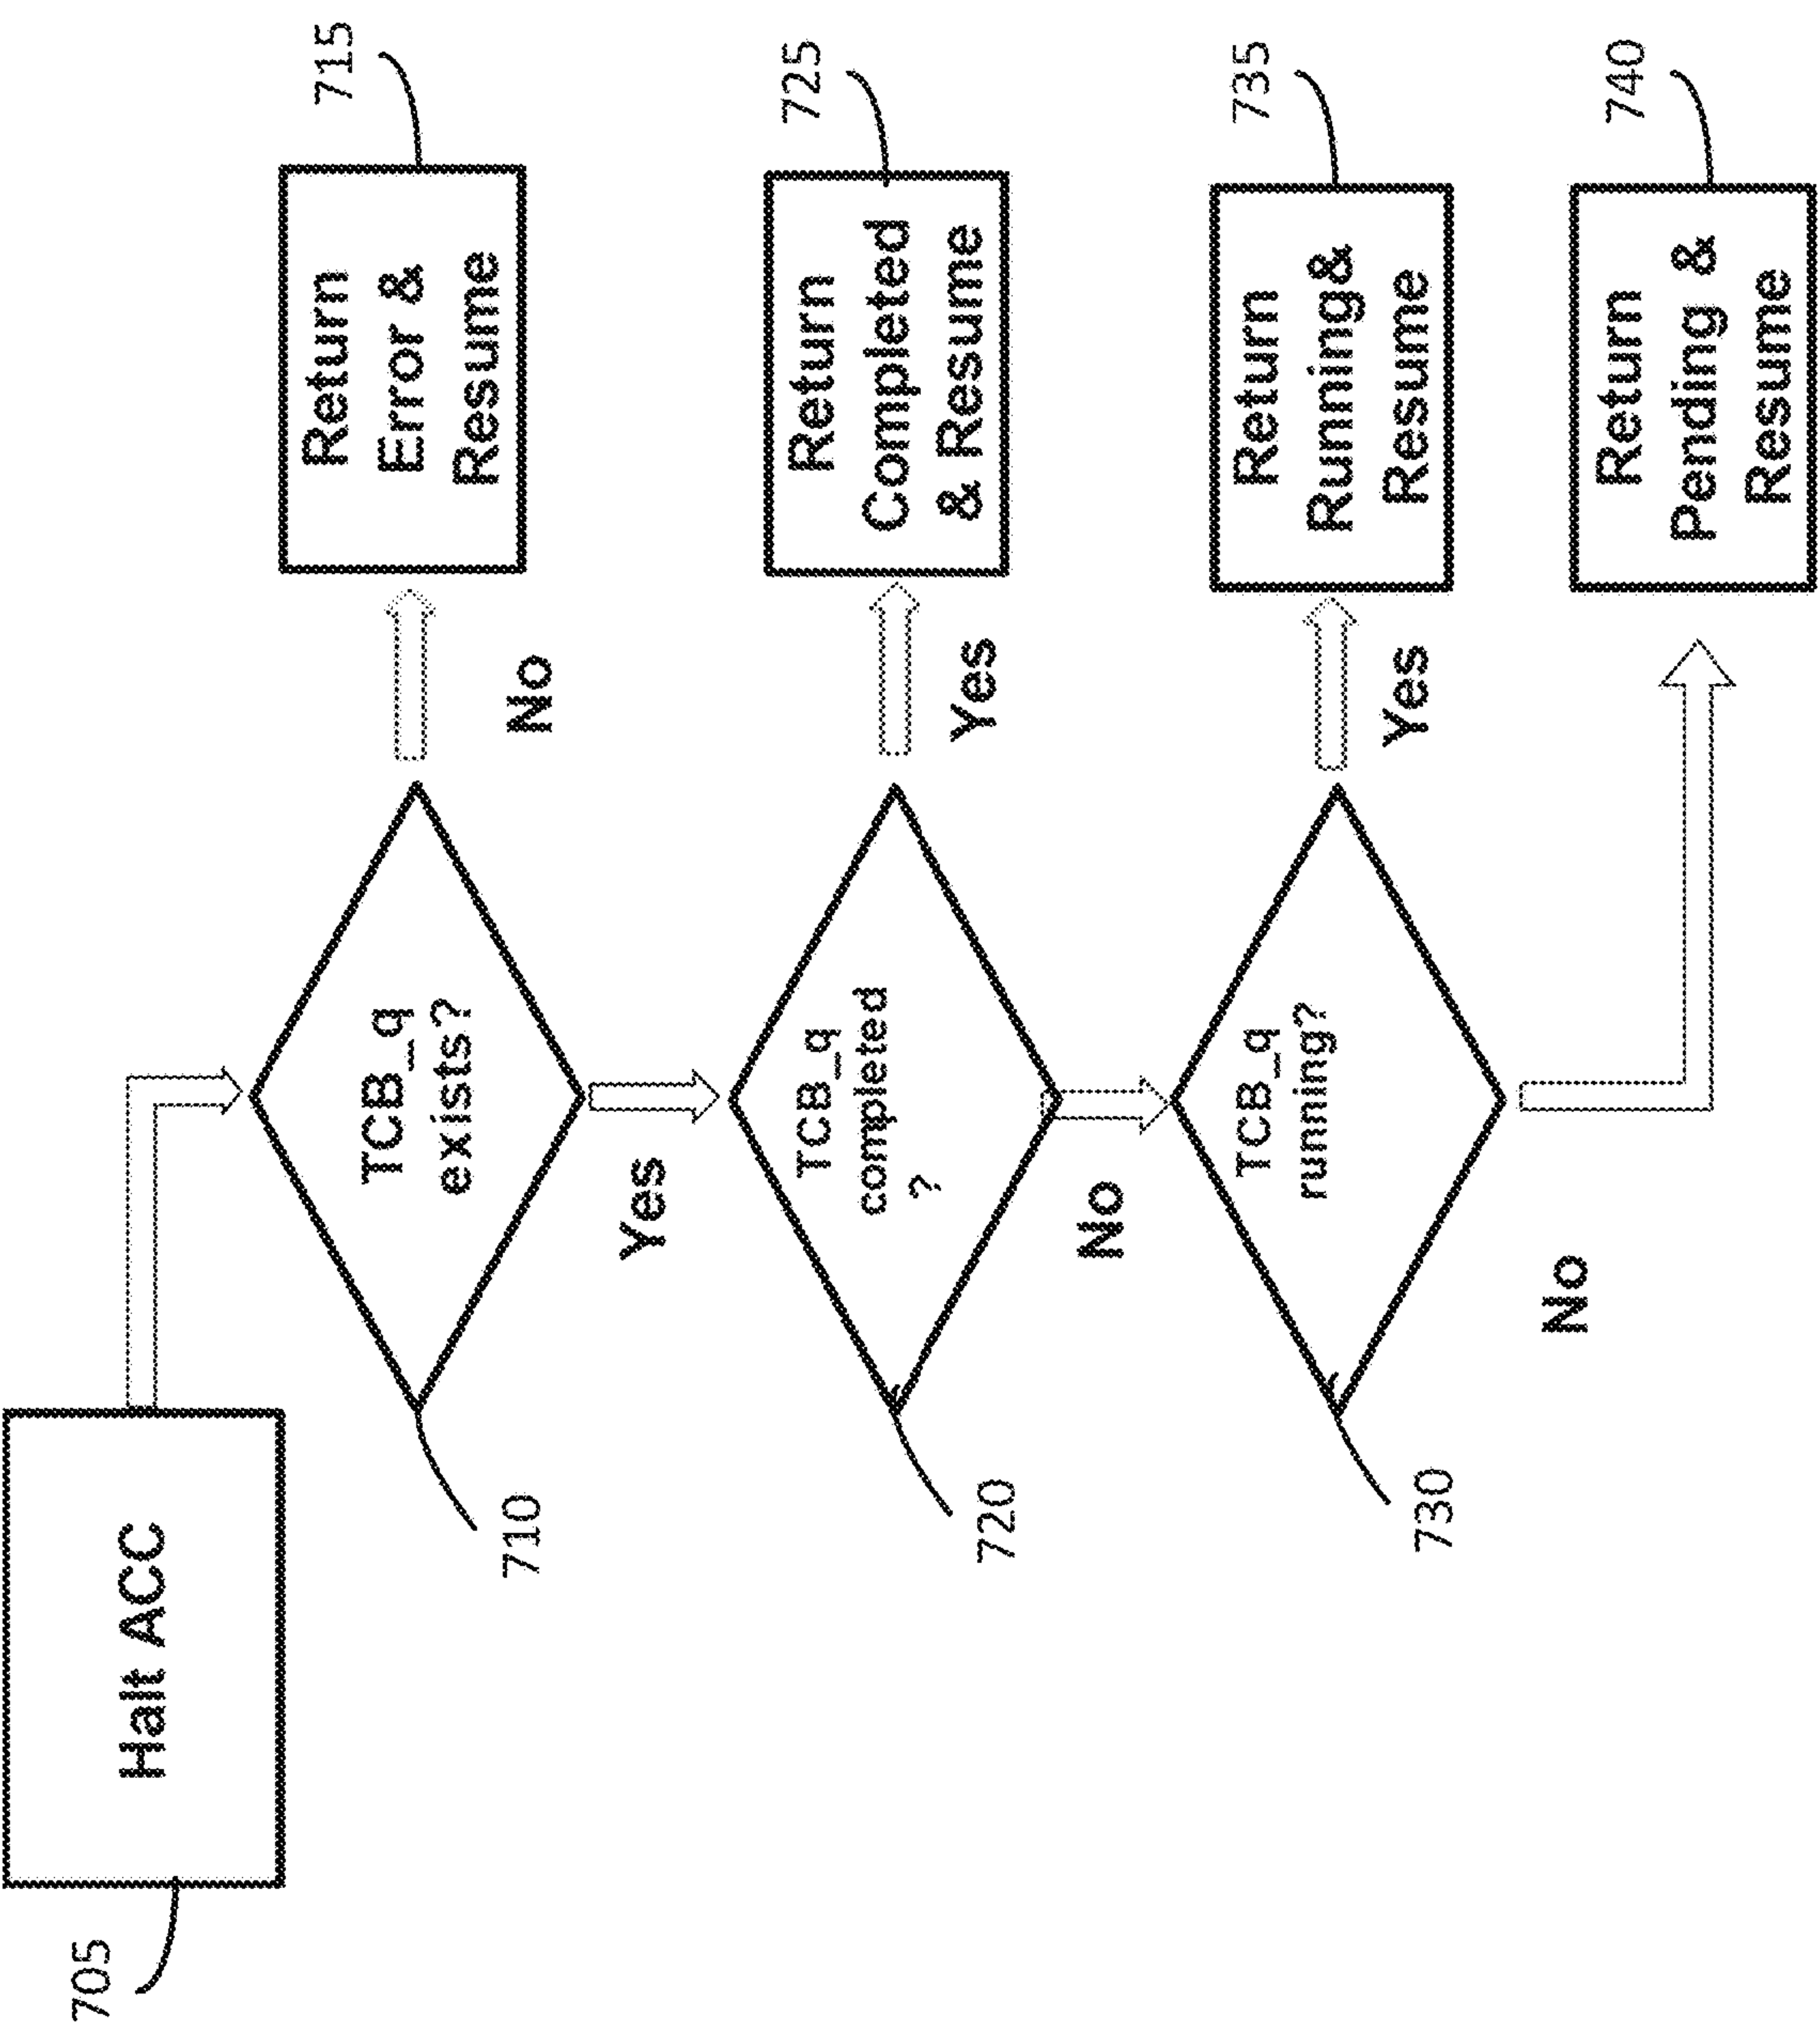 705
Halt ACC
TCB_q
exists?
710
No
Return
Error &
Resume
715
Yes
TCB_q
completed
?
720
Yes
Return
Completed
& Resume
725
No
TCB_q
running?
730
Yes
Return
Running&
Resume
735
No
Return
Pending &
Resume
740